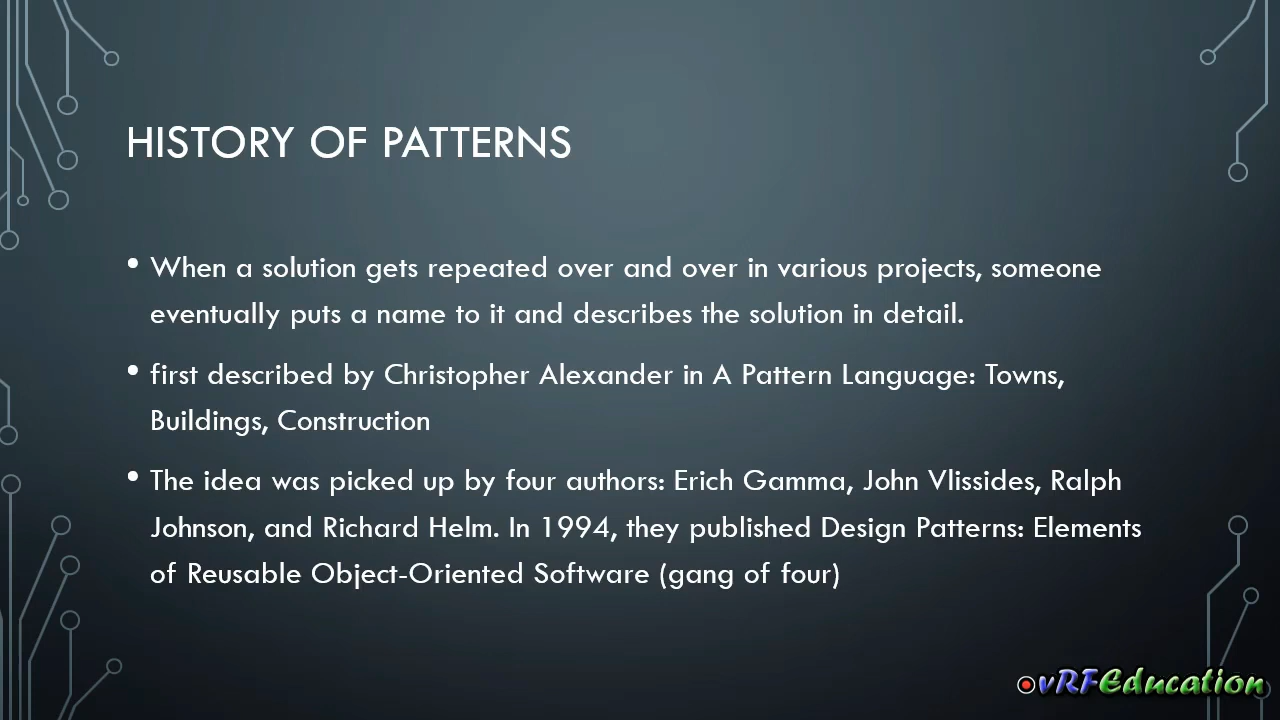 HISTORY OF PATTERNS
• When a solution gets repeated over and over in various projects, someone
eventually puts a name to it and describes the solution in detail.
• first described by Christopher Alexander in A Pattern Language: Towns,
Buildings, Construction
• The idea was picked up by four authors: Erich Gamma, John Vlissides, Ralph
Johnson, and Richard Helm. In 1994, they published Design Patterns: Elements
of Reusable Object-Oriented Software (gang of four)
vRFEducation